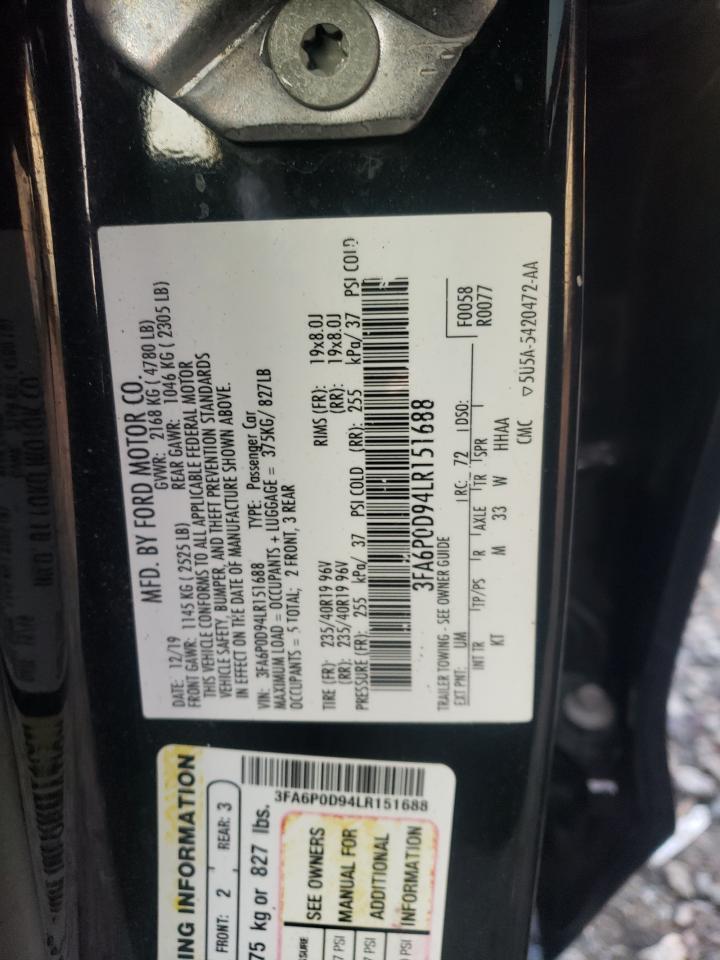 MFD. BY FORD MOTOR CO.
DATE: 12/19 GVWR: 2168 KG ( 4780 LB)
FRONT GAWR: 1145 KG ( 2525 LB) REAR GAWR: 1046 KG ( 2305 LB)
THIS VEHICLE CONFORMS TO ALL APPLICABLE FEDERAL MOTOR
VEHICLE SAFETY, BUMPER, AND THEFT PREVENTION STANDARDS
IN EFFECT ON THE DATE OF MANUFACTURE SHOWN ABOVE.
VIN: 3FA6P0D94LR151688 TYPE: Passenger Car
MAXIMUM LOAD = OCCUPANTS + LUGGAGE = 375KG/ 827LB
OCCUPANTS = 5 TOTAL; 2 FRONT, 3 REAR
TIRE (FR): 235/40R19 96V RIMS (FR): 19x8.0J
(RR): 235/40R19 96V (RR): 19x8.0J
PRESSURE (FR): 255 kPa/ 37 PSI COLD (RR): 255 kPa/ 37 PSI COLD
3FA6P0D94LR151688
TRAILER TOWING - SEE OWNER GUIDE
EXT PNT: UM RC: 72 DSO: F0058
R0077
INT TR TP/PS R AXLE TR SPR
KT M 33 W HHAA
CMC ▽5U5A-5420472-AA
3FA6P0D94LR151688
ING INFORMATION
FRONT: 2 REAR: 3
75 kg or 827 lbs.
SSURE SEE OWNERS
7 PSI MANUAL FOR
7 PSI ADDITIONAL
PSI INFORMATION